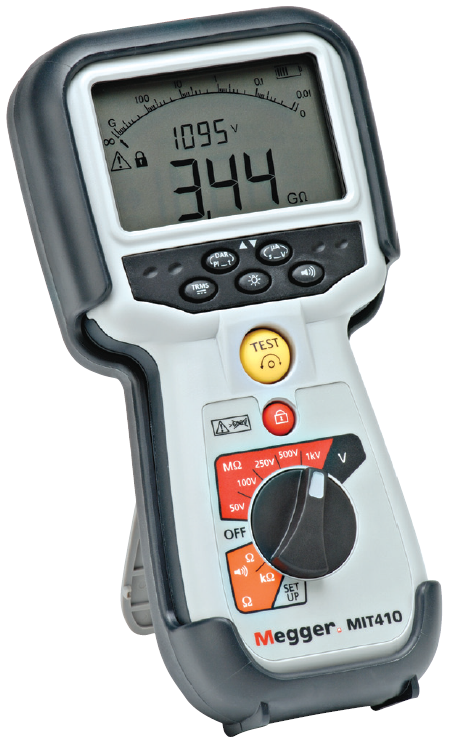 G 100 10 1 0.1 0.01
∞ 0
1095 V
3.44 GΩ
DAR PI ▲▼ µA s V
TRMS
TEST
MΩ 50V 100V 250V 500V 1kV V
OFF
Ω kΩ Ω
SET
UP
Megger. MIT410